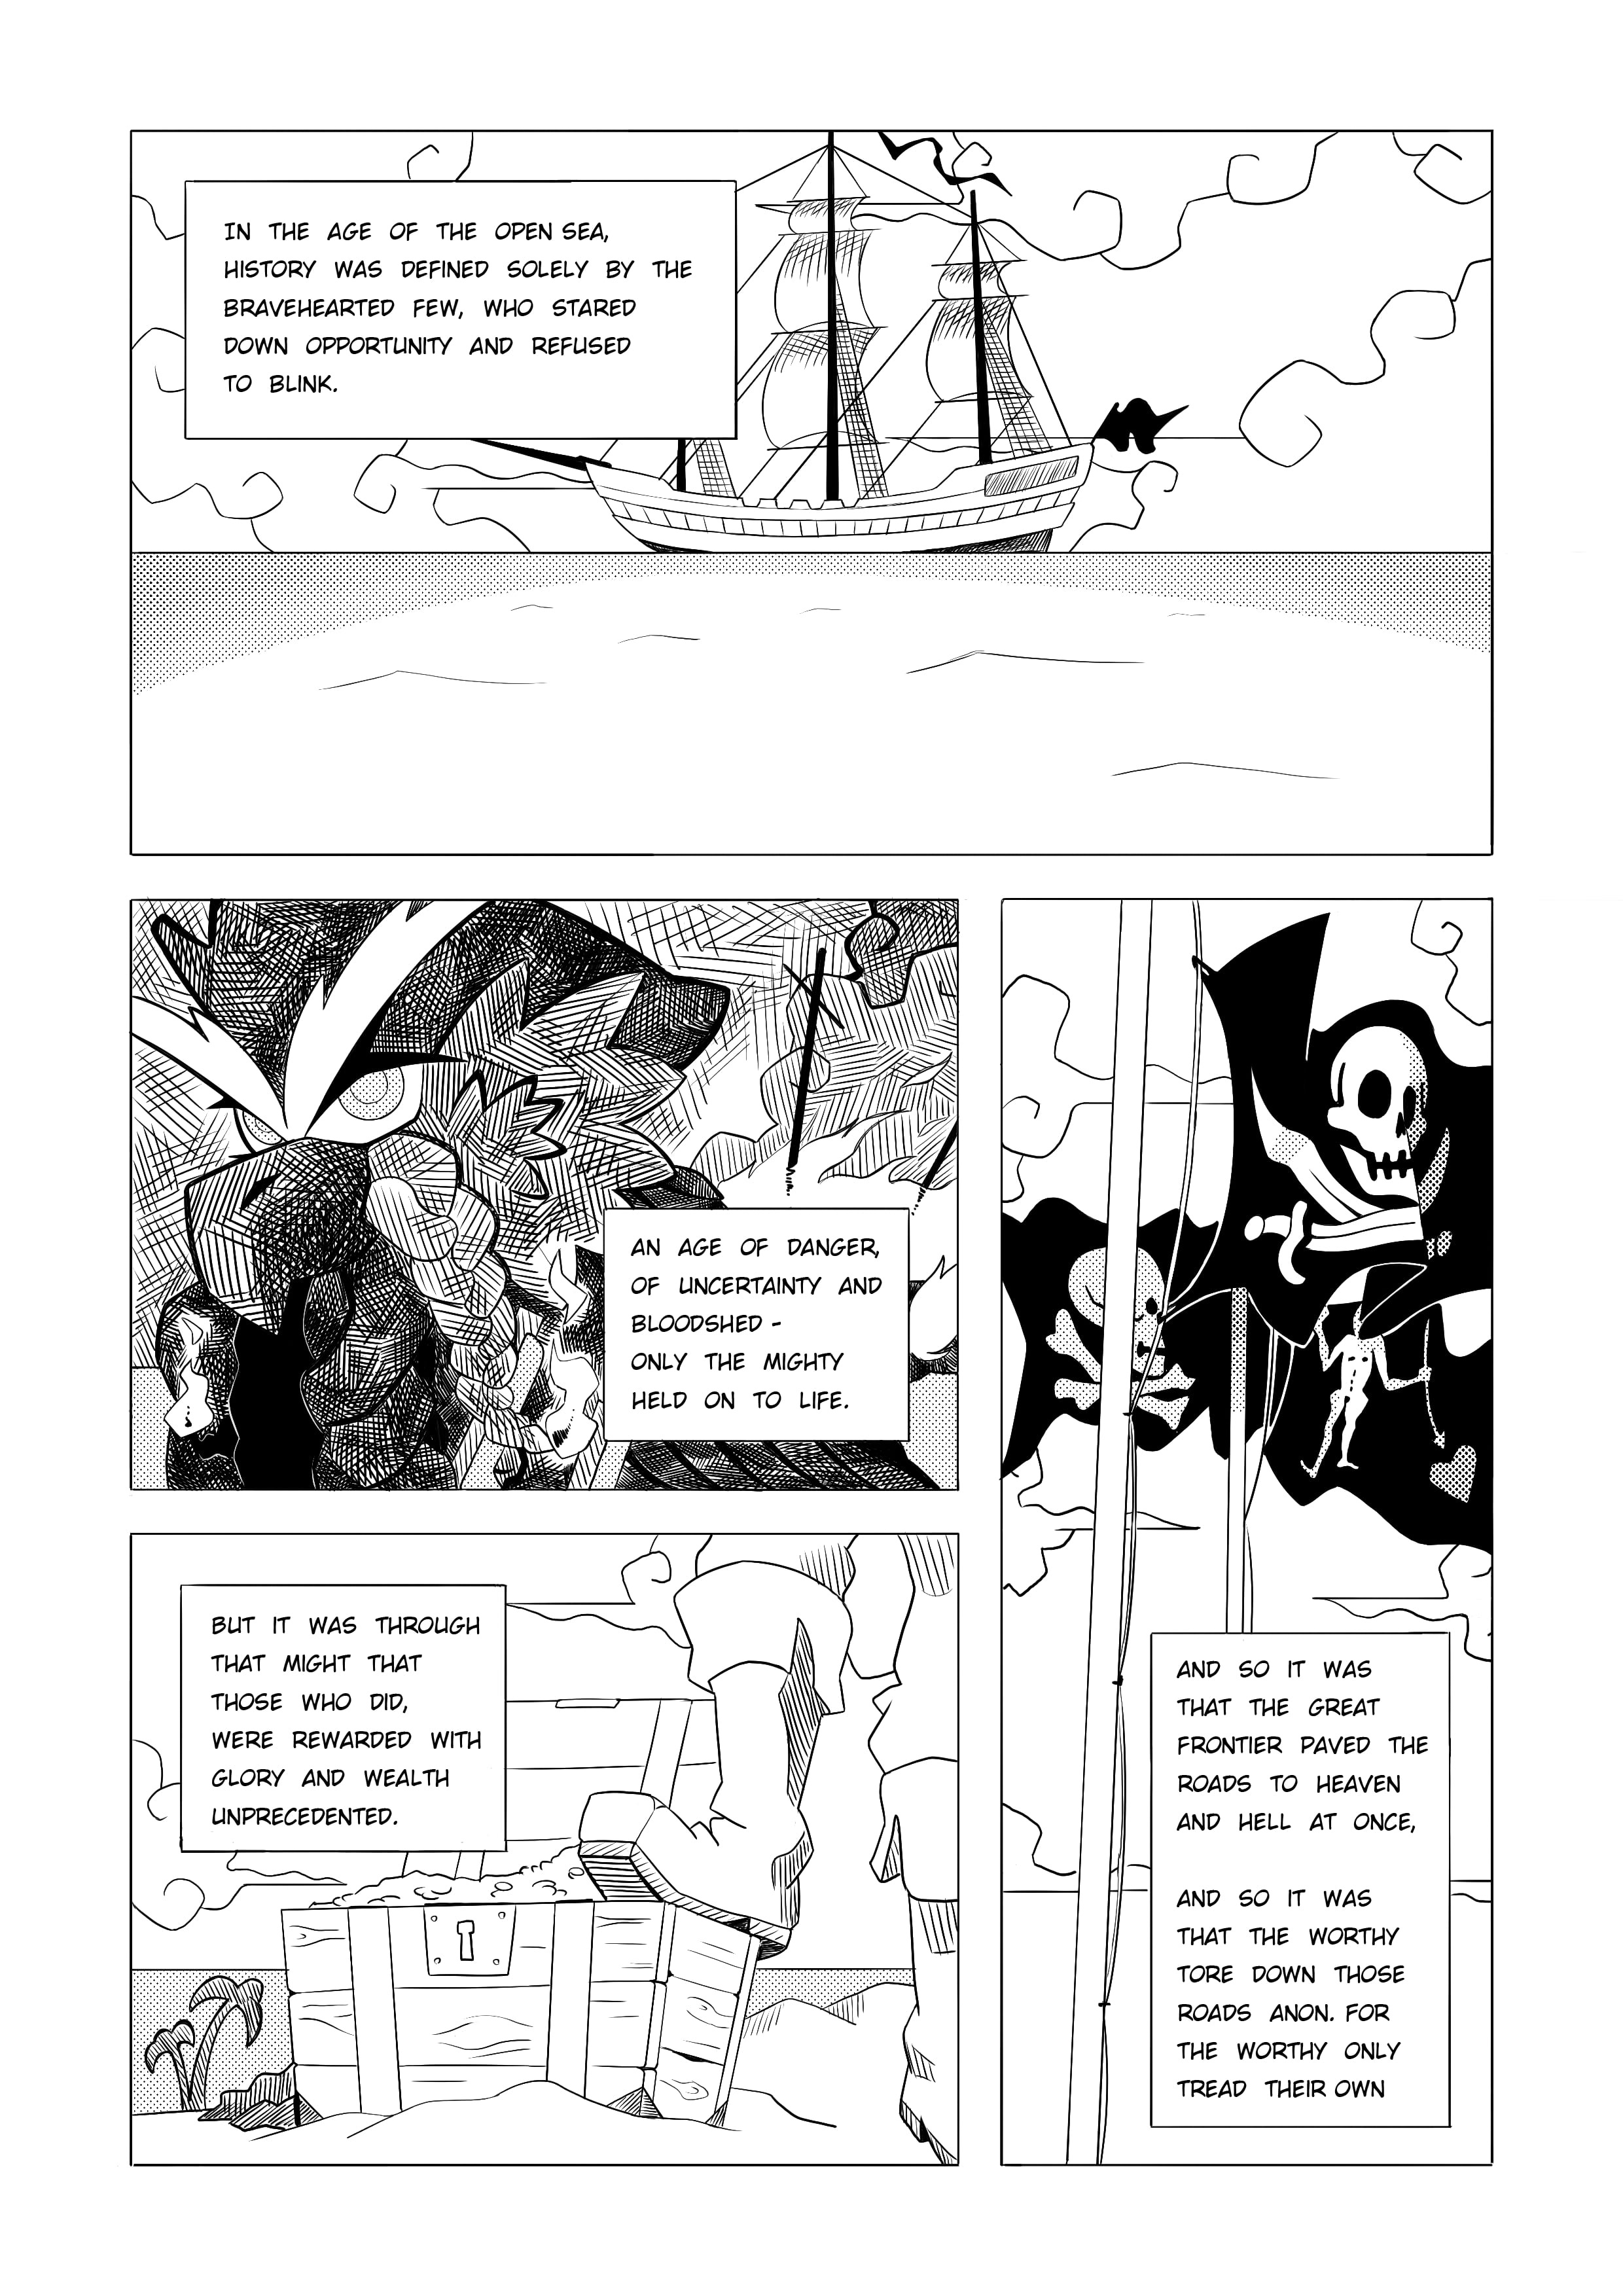 IN THE AGE OF THE OPEN SEA,
HISTORY WAS DEFINED SOLELY BY THE
BRAVEHEARTED FEW, WHO STARED
DOWN OPPORTUNITY AND REFUSED
TO BLINK.
AN AGE OF DANGER,
OF UNCERTAINTY AND
BLOODSHED -
ONLY THE MIGHTY
HELD ON TO LIFE.
BUT IT WAS THROUGH
THAT MIGHT THAT
THOSE WHO DID,
WERE REWARDED WITH
GLORY AND WEALTH
UNPRECEDENTED.
AND SO IT WAS
THAT THE GREAT
FRONTIER PAVED THE
ROADS TO HEAVEN
AND HELL AT ONCE,
AND SO IT WAS
THAT THE WORTHY
TORE DOWN THOSE
ROADS ANON. FOR
THE WORTHY ONLY
TREAD THEIR OWN